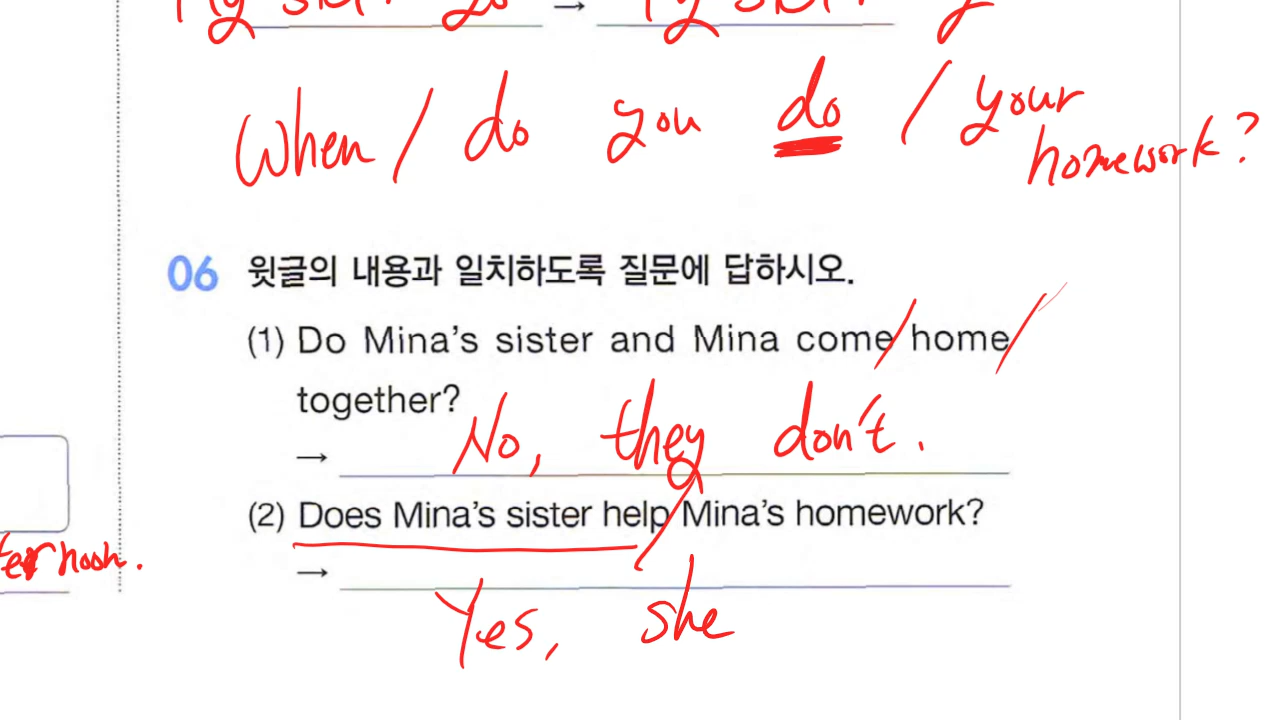 When / do you do / your
homework?
06 윗글의 내용과 일치하도록 질문에 답하시오.
(1) Do Mina's sister and Mina come / home /
together?
→ No, they don't.
(2) Does Mina's sister help / Mina's homework?
→
noon.
Yes, she